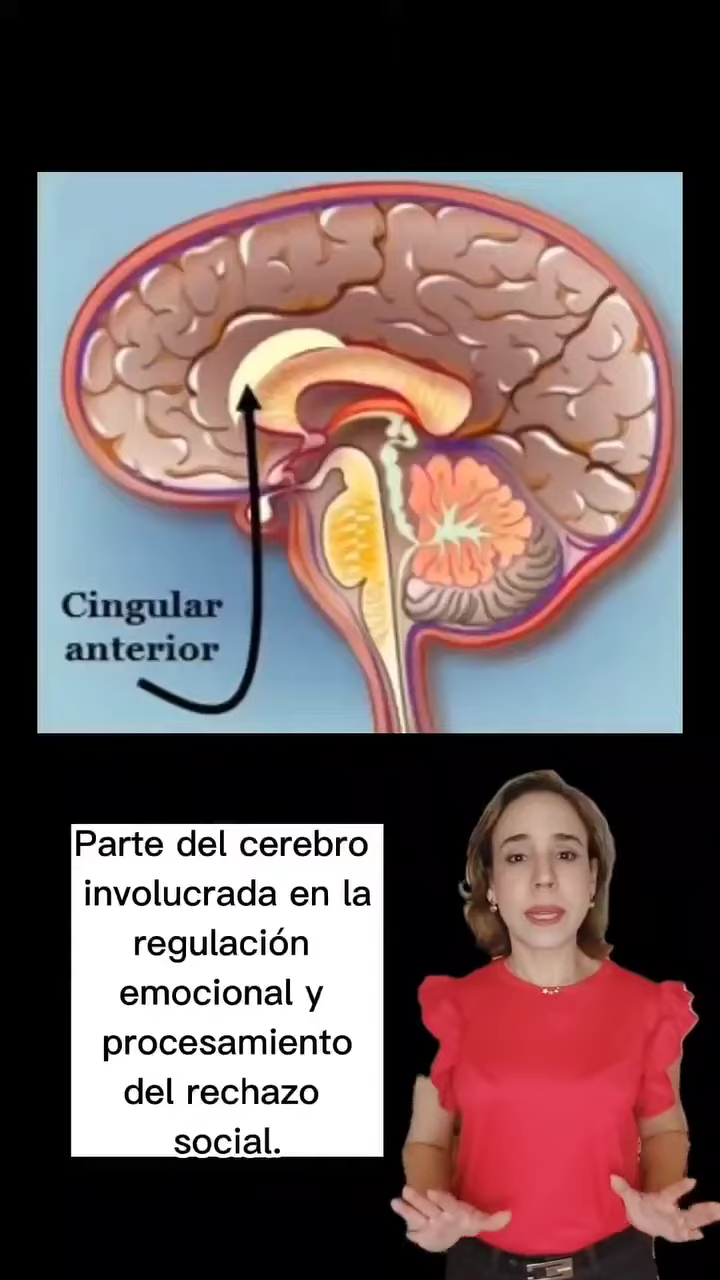 Cingular
anterior
Parte del cerebro
involucrada en la
regulación
emocional y
procesamiento
del rechazo
social.